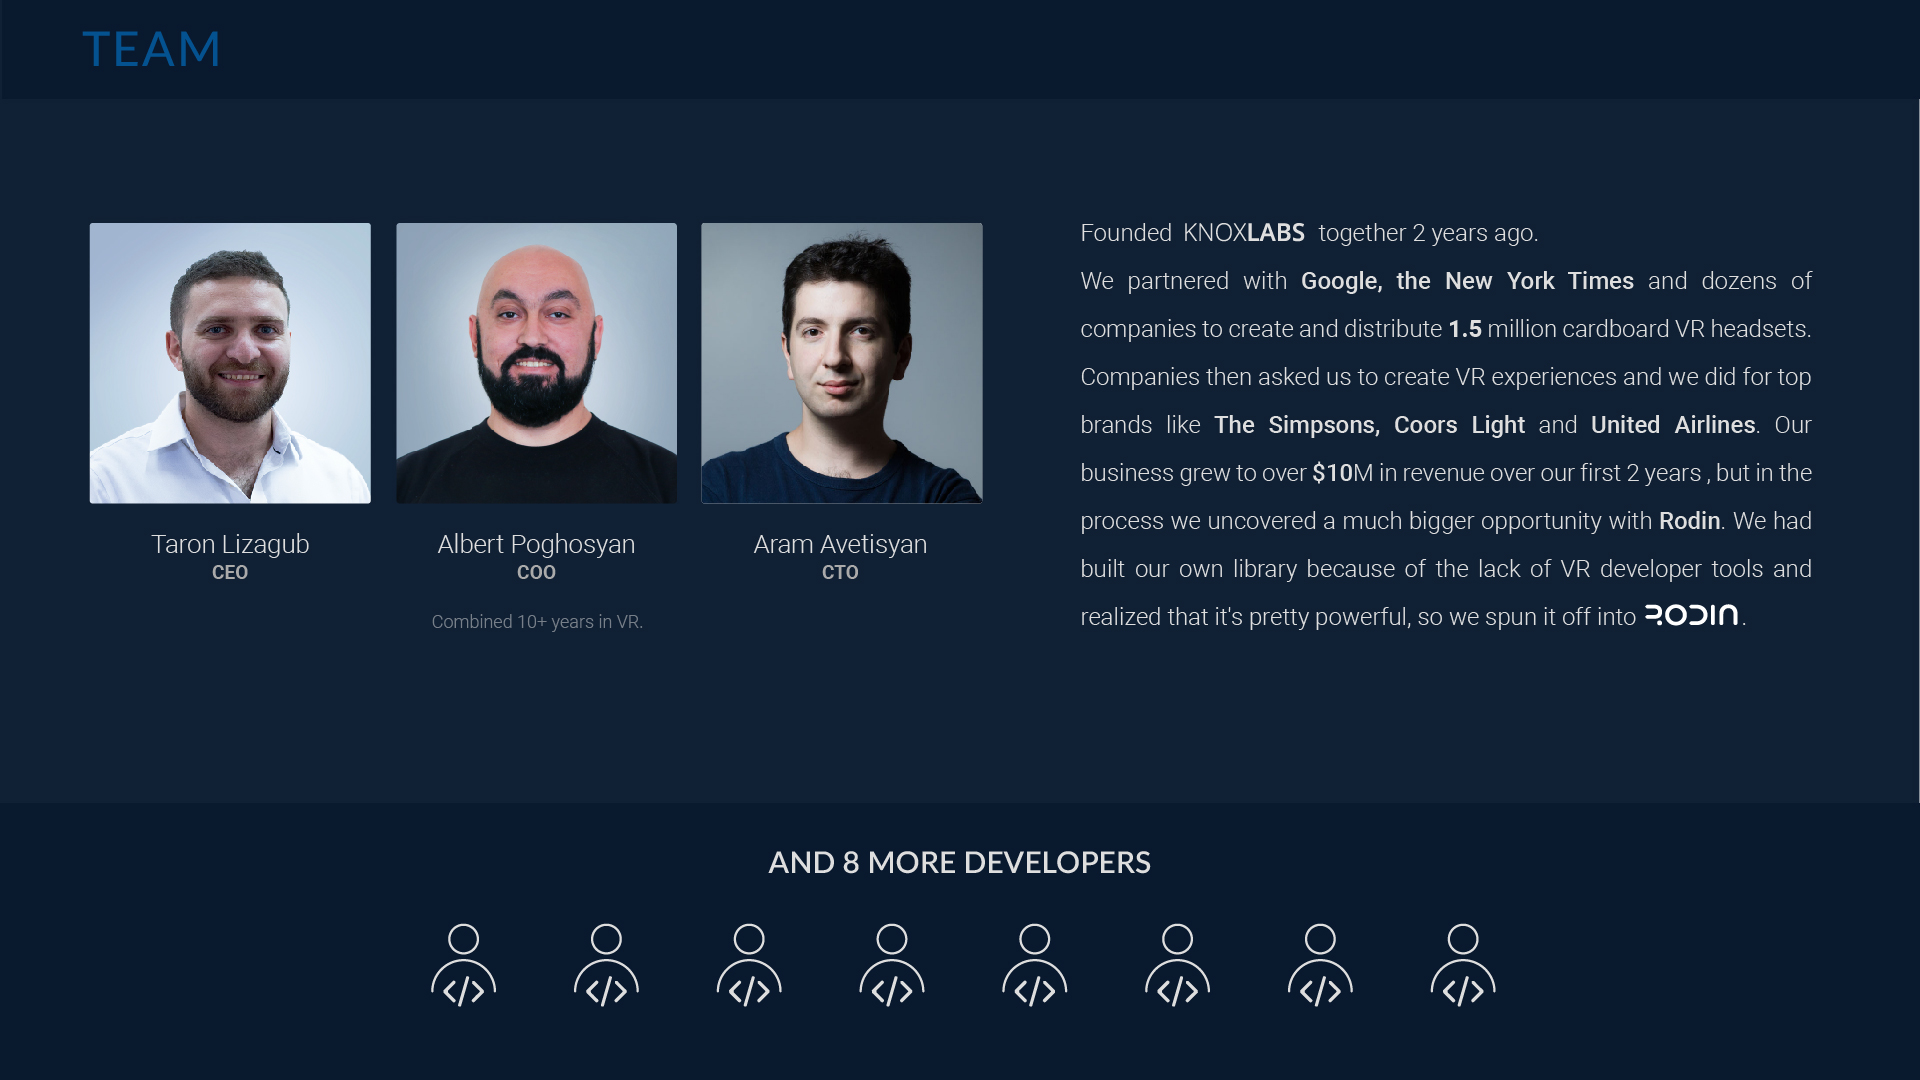 TEAM
Taron Lizagub
CEO
Albert Poghosyan
COO
Aram Avetisyan
CTO
Combined 10+ years in VR.
Founded KNOXLABS together 2 years ago.
We partnered with Google, the New York Times and dozens of
companies to create and distribute 1.5 million cardboard VR headsets.
Companies then asked us to create VR experiences and we did for top
brands like The Simpsons, Coors Light and United Airlines. Our
business grew to over $10M in revenue over our first 2 years , but in the
process we uncovered a much bigger opportunity with Rodin. We had
built our own library because of the lack of VR developer tools and
realized that it's pretty powerful, so we spun it off into RODIN.
AND 8 MORE DEVELOPERS